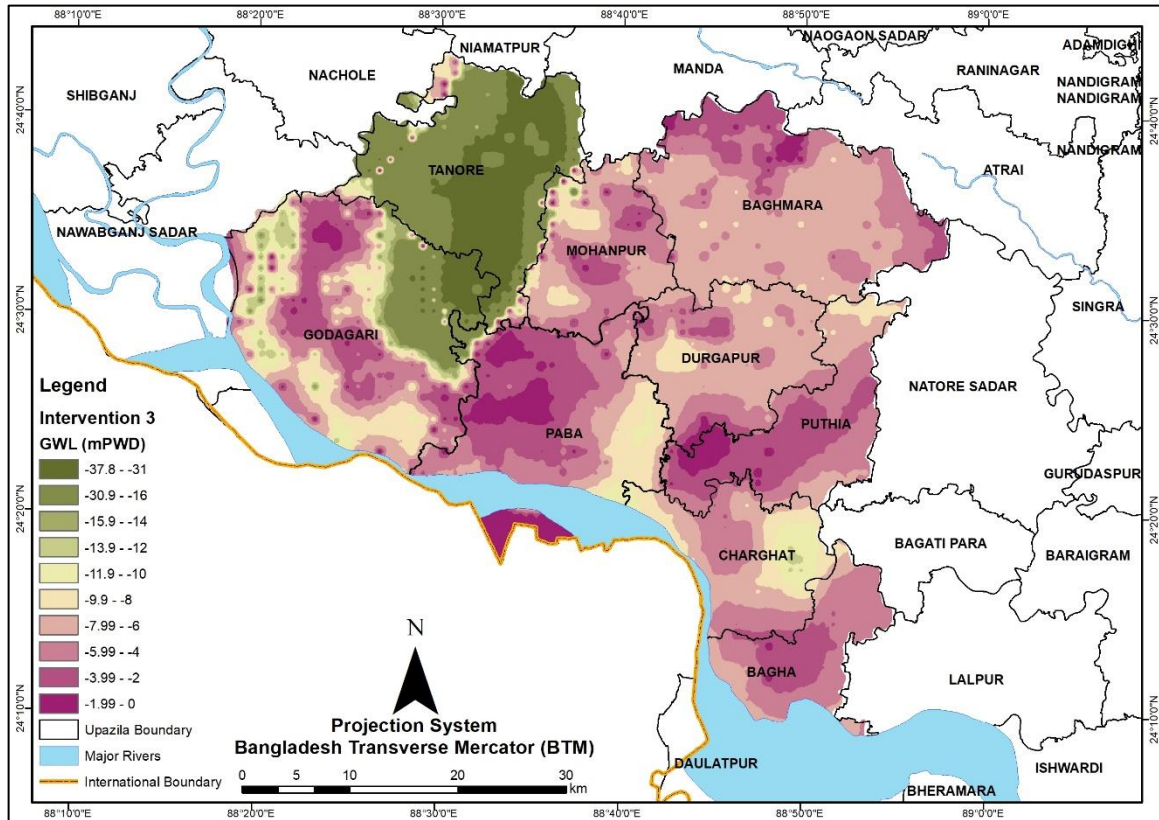 88°10'0"E 88°20'0"E 88°30'0"E 88°40'0"E 88°50'0"E 89°0'0"E
NAOGAON SADAR
ADAMDIGHI
NIAMATPUR
NACHOLE
MANDA
RANINAGAR
NANDIGRAM
NANDIGRAM
SHIBGANJ
24°40'0"N
24°40'0"N
NANDIGRAM
TANORE
ATRAI
BAGHMARA
NAWABGANJ SADAR
MOHANPUR
24°30'0"N
SINGRA
24°30'0"N
GODAGARI
DURGAPUR
NATORE SADAR
PUTHIA
PABA
GURUDASPUR
24°20'0"N
24°20'0"N
CHARGHAT
BAGATI PARA
BARAIGRAM
BAGHA
LALPUR
24°10'0"N
24°10'0"N
DAULATPUR
ISHWARDI
BHERAMARA
Legend
Intervention 3
GWL (mPWD)
-37.8 - -31
-30.9 - -16
-15.9 - -14
-13.9 - -12
-11.9 - -10
-9.9 - -8
-7.99 - -6
-5.99 - -4
-3.99 - -2
-1.99 - 0
Upazila Boundary
Major Rivers
International Boundary
N
Projection System
Bangladesh Transverse Mercator (BTM)
0 5 10 20 30
km
88°10'0"E 88°20'0"E 88°30'0"E 88°40'0"E 88°50'0"E 89°0'0"E